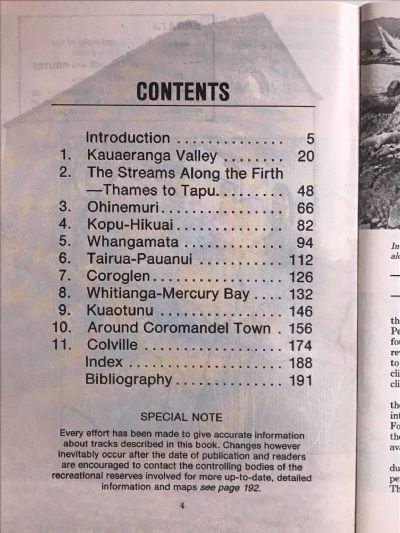 CONTENTS
Introduction .............. 5
1. Kauaeranga Valley ........ 20
2. The Streams Along the Firth
—Thames to Tapu......... 48
3. Ohinemuri................ 66
4. Kopu-Hikuai.............. 82
5. Whangamata ............. 94
6. Tairua-Pauanui .......... 112
7. Coroglen................. 126
8. Whitianga-Mercury Bay .... 132
9. Kuaotunu ................ 146
10. Around Coromandel Town . 156
11. Colville ................. 174
Index .................... 188
Bibliography.............. 191
SPECIAL NOTE
Every effort has been made to give accurate information
about tracks described in this book. Changes however
inevitably occur after the date of publication and readers
are encouraged to contact the controlling bodies of the
recreational reserves involved for more up-to-date, detailed
information and maps see page 192.
4